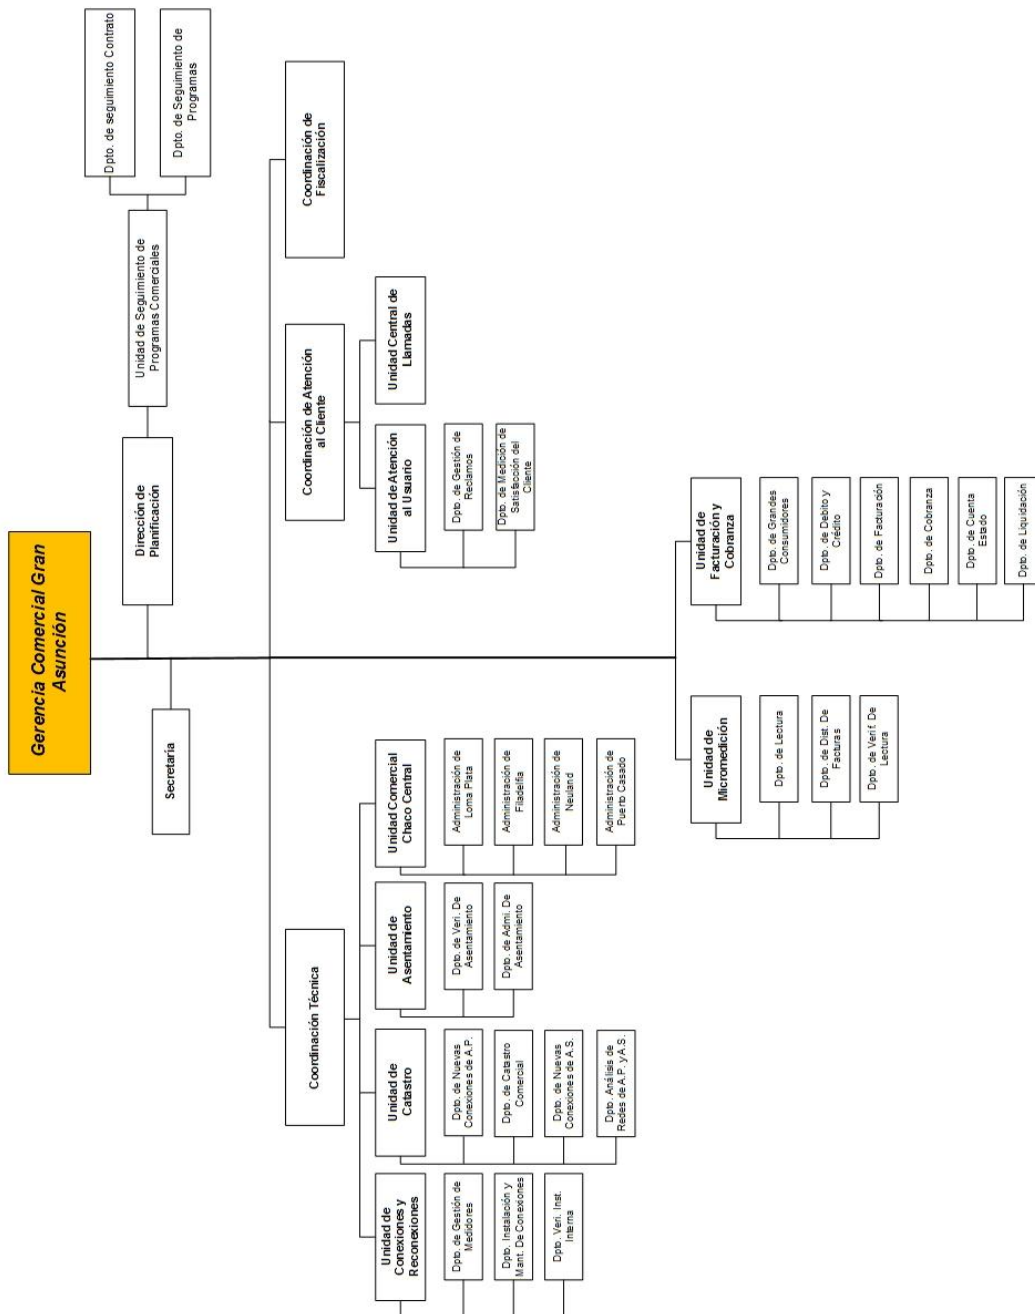 Gerencia Comercial Gran
Asunción
Secretaría
Dirección de
Planificación
Unidad de Seguimiento de
Programas Comerciales
Dpto. de seguimiento Contrato
Dpto. de Seguimiento de
Programas
Coordinación Técnica
Coordinación de Atención
al Cliente
Coordinación de
Fiscalización
Unidad de
Conexiones y
Reconexiones
Dpto. de Gestión de
Medidores
Dpto. Instalación y
Mant. De Conexiones
Dpto. Veri. Inst.
Interna
Unidad de
Catastro
Dpto. de Nuevas
Conexiones de A.P.
Dpto. de Catastro
Comercial
Dpto. de Nuevas
Conexiones de A.S.
Dpto. Análisis de
Redes de A.P. y A.S.
Unidad de
Asentamiento
Dpto. de Veri. De
Asentamiento
Dpto. de Admi. De
Asentamiento
Unidad Comercial
Chaco Central
Administración de
Loma Plata
Administración de
Filadelfia
Administración de
Neuland
Administración de
Puerto Casado
Unidad de Atención
al Usuario
Dpto. de Gestión de
Reclamos
Dpto. de Medición de
Satisfacción del
Cliente
Unidad Central de
Llamadas
Unidad de
Micromedición
Dpto. de Lectura
Dpto. de Dist. De
Facturas
Dpto. de Verif. De
Lectura
Unidad de
Facturación y
Cobranza
Dpto. de Grandes
Consumidores
Dpto. de Debito y
Crédito
Dpto. de Facturación
Dpto. de Cobranza
Dpto. de Cuenta
Estado
Dpto. de Liquidación